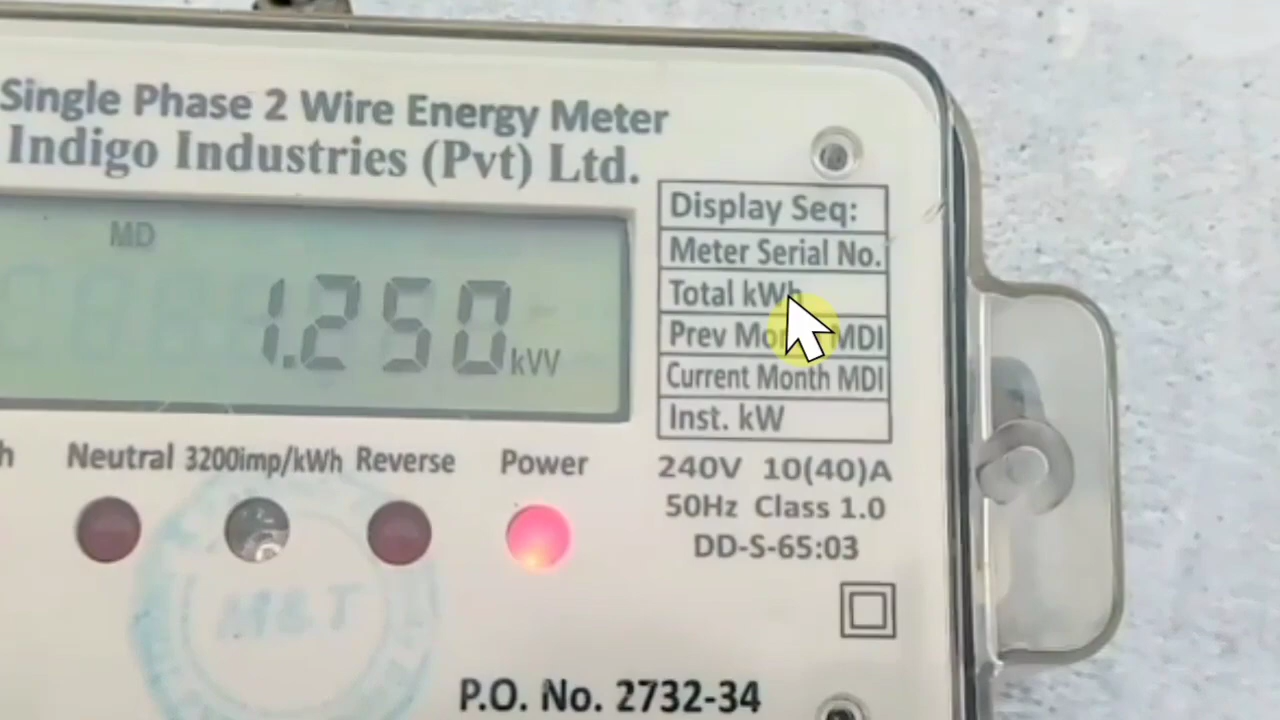 Single Phase 2 Wire Energy Meter
Indigo Industries (Pvt) Ltd.
MD
1.250 kW
Display Seq:
Meter Serial No.
Total kWh
Prev MDI
Current Month MDI
Inst. kW
h Neutral 3200imp/kWh Reverse Power
240V 10(40)A
50Hz Class 1.0
DD-S-65:03
M&T
P.O. No. 2732-34